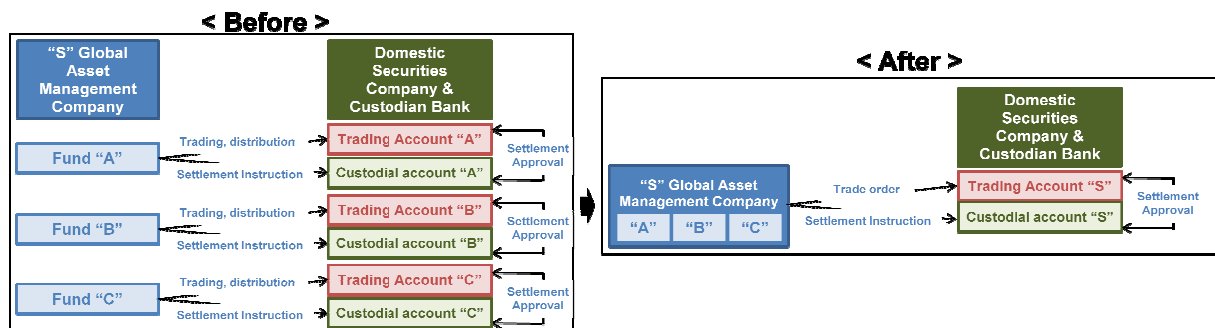 < Before >
"S" Global
Asset
Management
Company
Domestic
Securities
Company &
Custodian Bank
Fund "A"
Trading, distribution
Settlement Instruction
Trading Account "A"
Custodial account "A"
Settlement
Approval
Fund "B"
Trading, distribution
Settlement Instruction
Trading Account "B"
Custodial account "B"
Settlement
Approval
Fund "C"
Trading, distribution
Settlement Instruction
Trading Account "C"
Custodial account "C"
Settlement
Approval
< After >
Domestic
Securities
Company &
Custodian Bank
"S" Global Asset
Management Company
"A" "B" "C"
Trade order
Settlement Instruction
Trading Account "S"
Custodial account "S"
Settlement
Approval